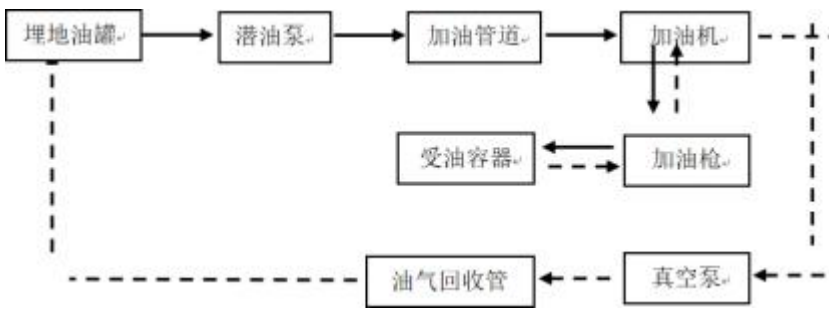 埋地油罐
潜油泵
加油管道
加油机
受油容器
加油枪
油气回收管
真空泵